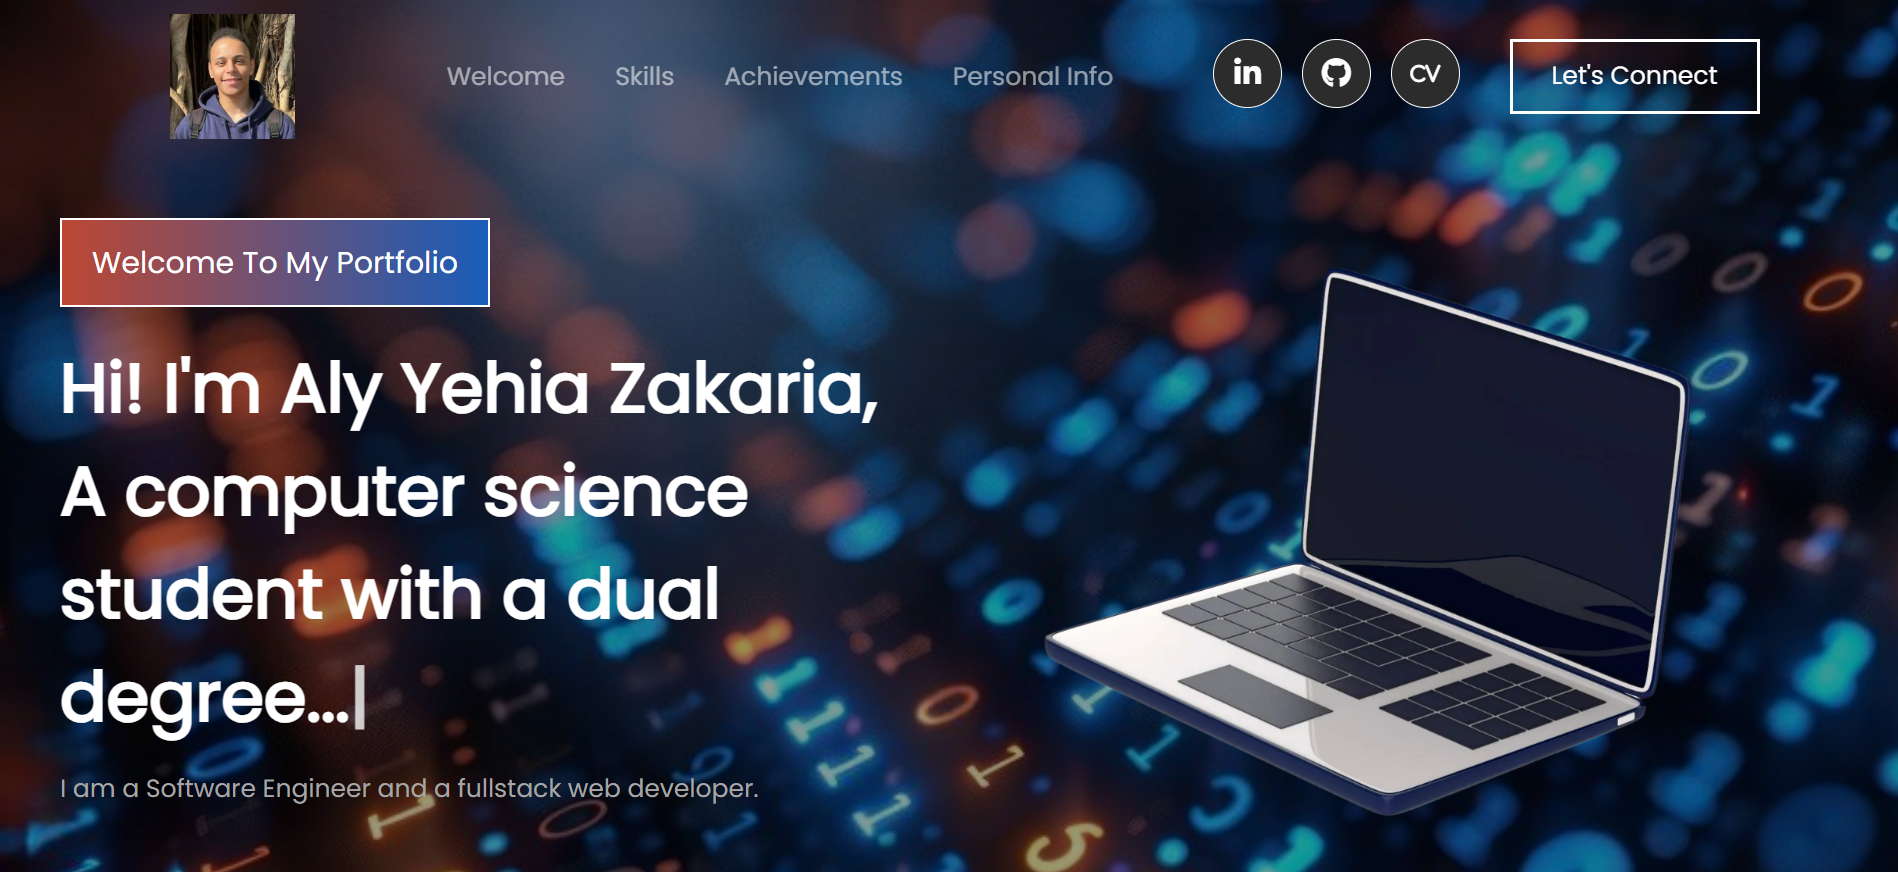 Welcome Skills Achievements Personal Info in CV Let's Connect
Welcome To My Portfolio
Hi! I'm Aly Yehia Zakaria,
A computer science
student with a dual
degree...|
I am a Software Engineer and a fullstack web developer.